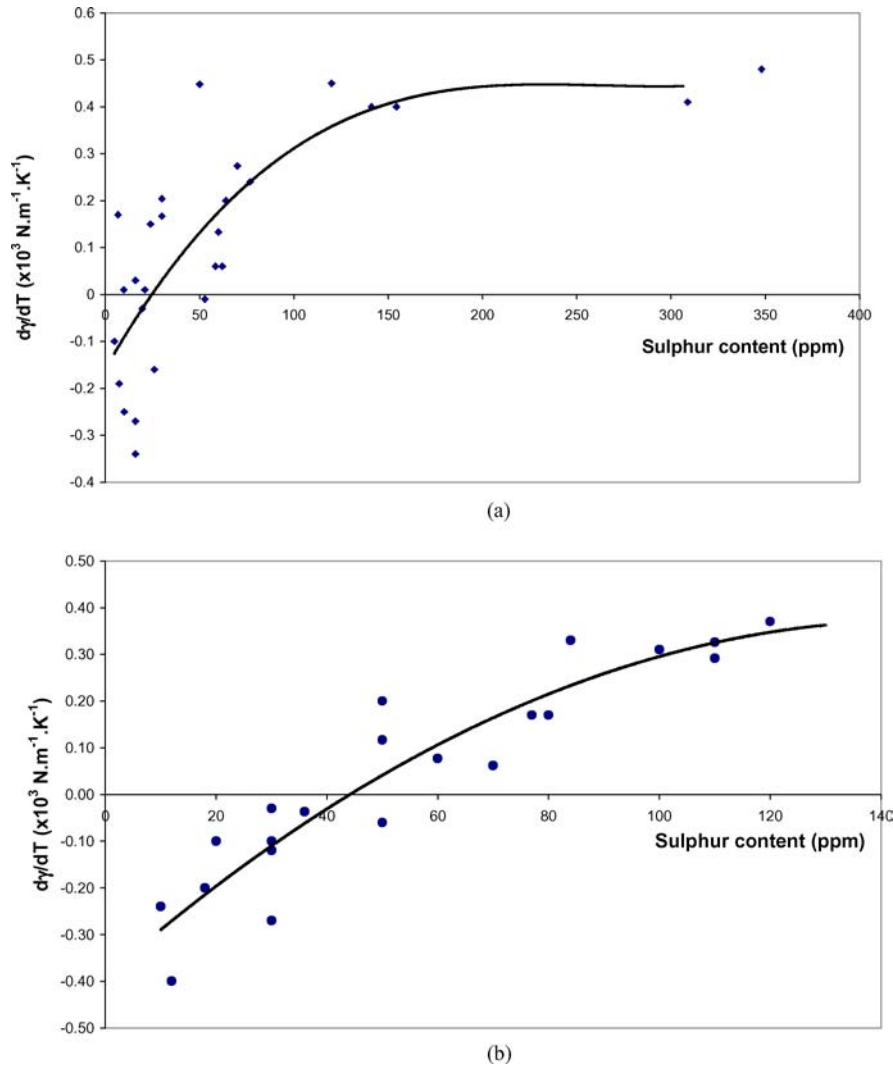 0.6
0.5
0.4
0.3
0.2
0.1
0
-0.1
-0.2
-0.3
-0.4
0 50 100 150 200 250 300 350 400
dγ/dT (x10³ N.m⁻¹.K⁻¹)
Sulphur content (ppm)
(a)
0.50
0.40
0.30
0.20
0.10
0.00
-0.10
-0.20
-0.30
-0.40
-0.50
0 20 40 60 80 100 120 140
dγ/dT (x10³ N.m⁻¹.K⁻¹)
Sulphur content (ppm)
(b)